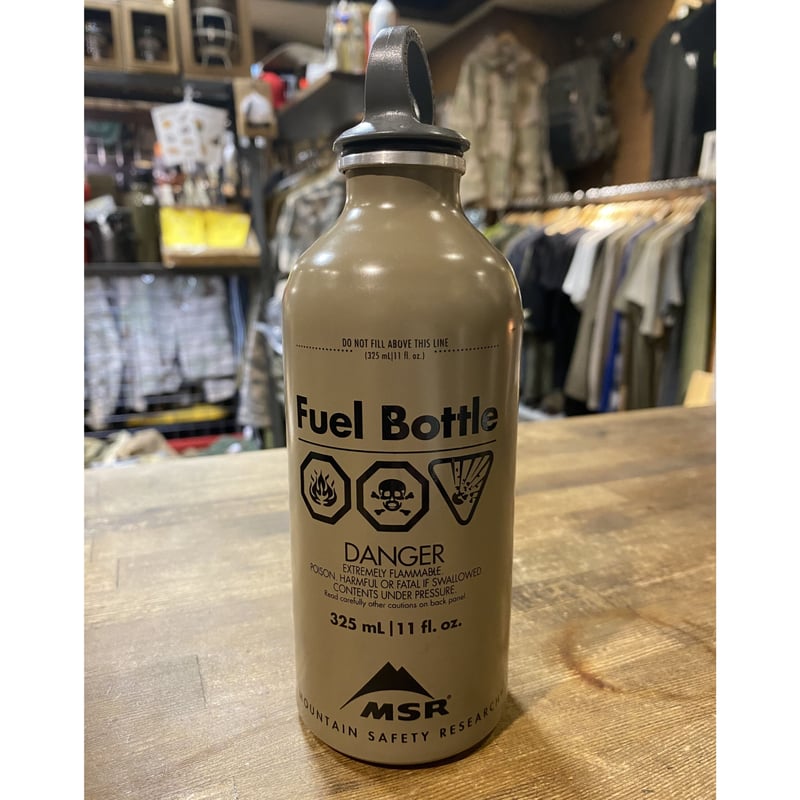 DO NOT FILL ABOVE THIS LINE
(325 mL|11 fl. oz.)
Fuel Bottle
DANGER
EXTREMELY FLAMMABLE.
POISON. HARMFUL OR FATAL IF SWALLOWED.
CONTENTS UNDER PRESSURE.
Read carefully other cautions on back panel.
325 mL|11 fl. oz.
MSR®
MOUNTAIN SAFETY RESEARCH®